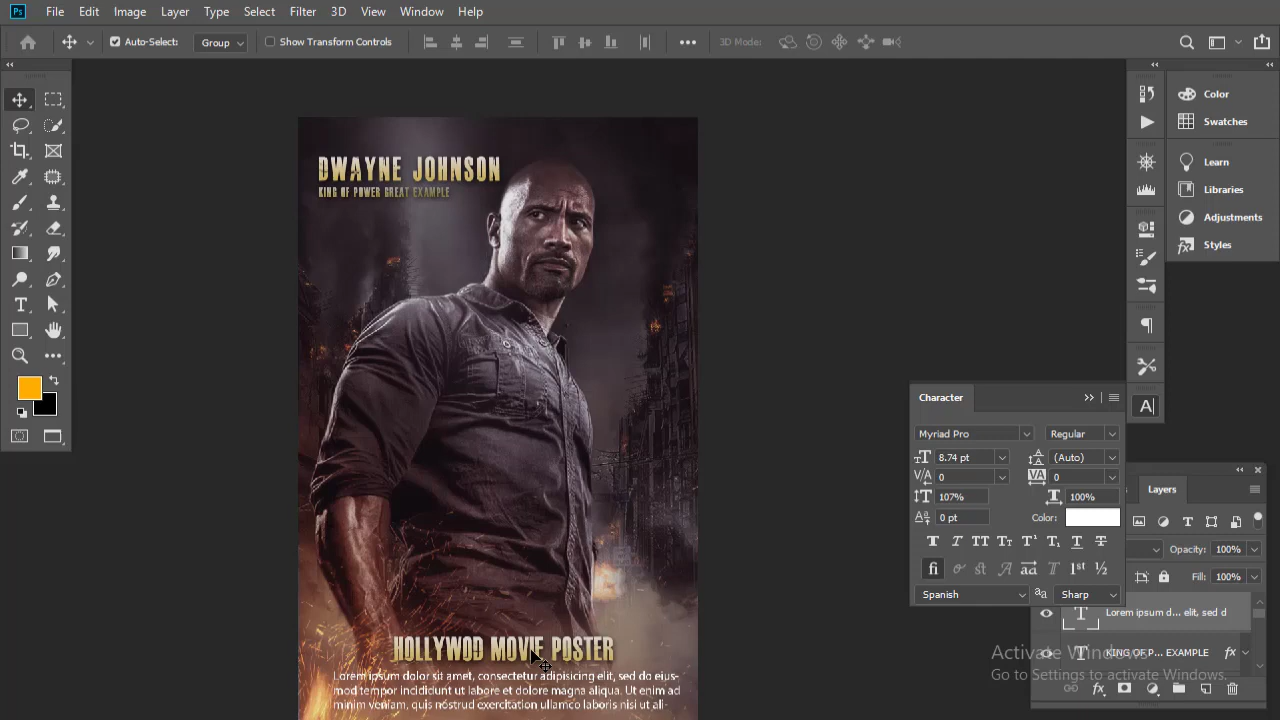 Ps File Edit Image Layer Type Select Filter 3D View Window Help
Auto-Select: Group Show Transform Controls 3D Mode:
Color
Swatches
Learn
Libraries
Adjustments
Styles
DWAYNE JOHNSON
KING OF POWER GREAT EXAMPLE
HOLLYWOD MOVIE POSTER
Lorem ipsum dolor sit amet, consectetur adipisicing elit, sed do eius-
mod tempor incididunt ut labore et dolore magna aliqua. Ut enim ad
minim veniam, quis nostrud exercitation ullamco laboris nisi ut ali-
Character
Myriad Pro Regular
8.74 pt (Auto)
0 0
107% 100%
0 pt Color:
Spanish Sharp
Layers
Opacity: 100%
Fill: 100%
Lorem ipsum d... elit, sed d
KING OF P... EXAMPLE fx
Activate Windows
Go to Settings to activate Windows.